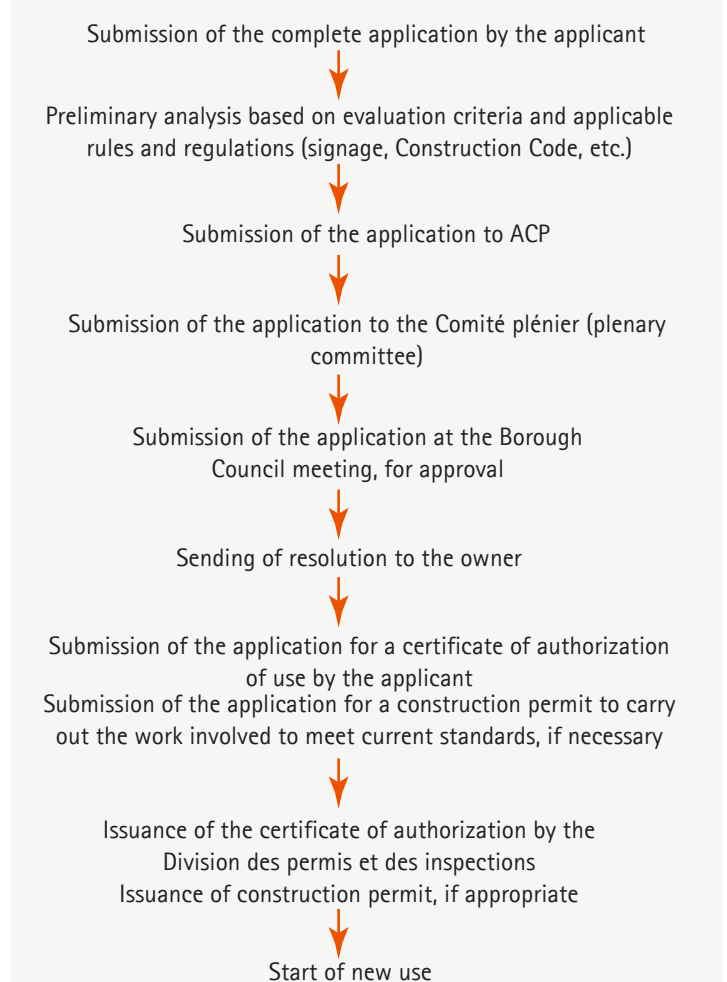 Submission of the complete application by the applicant
Preliminary analysis based on evaluation criteria and applicable
rules and regulations (signage, Construction Code, etc.)
Submission of the application to ACP
Submission of the application to the Comité plénier (plenary
committee)
Submission of the application at the Borough
Council meeting, for approval
Sending of resolution to the owner
Submission of the application for a certificate of authorization
of use by the applicant
Submission of the application for a construction permit to carry
out the work involved to meet current standards, if necessary
Issuance of the certificate of authorization by the
Division des permis et des inspections
Issuance of construction permit, if appropriate
Start of new use